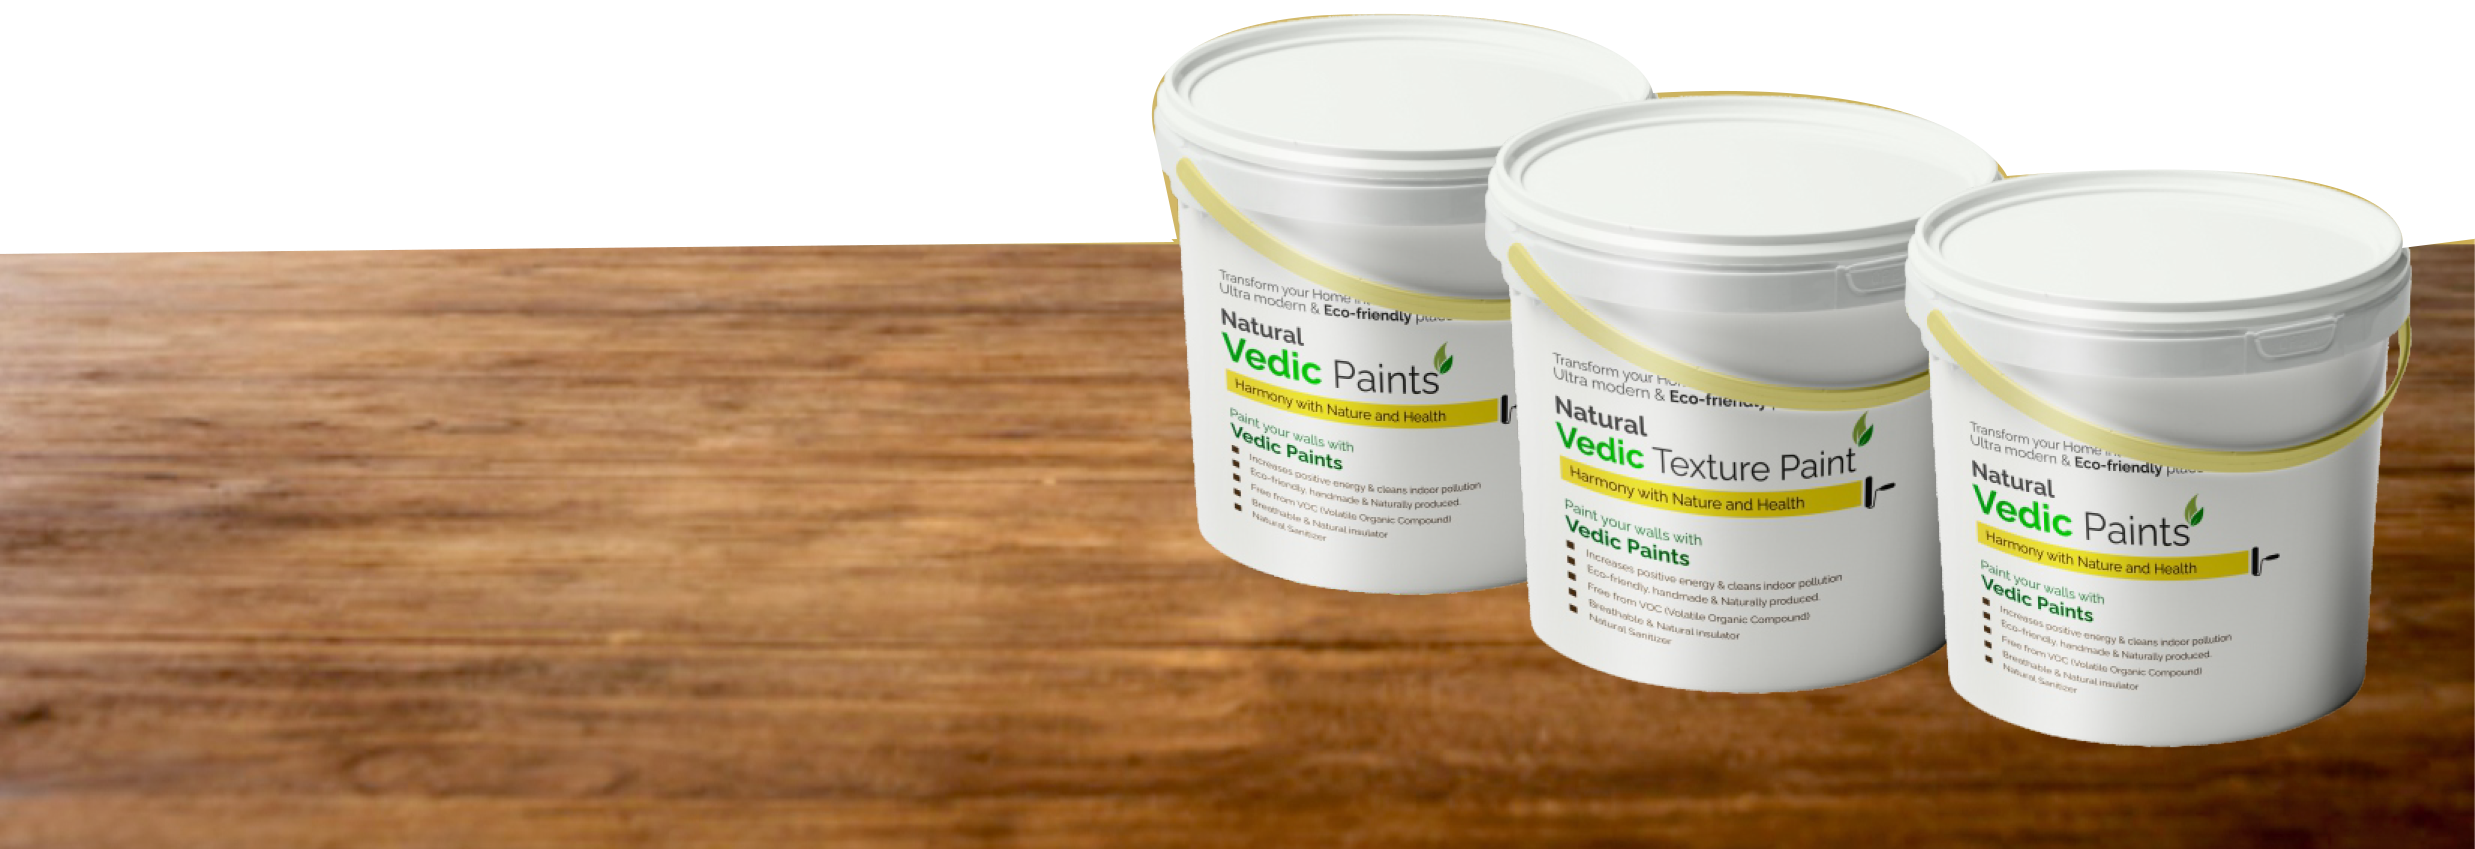 Transform your Home
Ultra modern & Eco-friendly
Natural
Vedic Paints
Harmony with Nature and Health
Paint your walls with
Vedic Paints
Increases positive energy & cleans indoor pollution
Eco-friendly, handmade & Naturally produced.
Free from VOC (Volatile Organic Compound)
Breathable & Natural insulator
Natural Sanitizer
Transform your
Ultra modern & Eco-friendly
Natural
Vedic Texture Paint
Harmony with Nature and Health
Paint your walls with
Vedic Paints
Increases positive energy & cleans indoor pollution
Eco-friendly, handmade & Naturally produced.
Free from VOC (Volatile Organic Compound)
Breathable & Natural insulator
Natural Sanitizer
Transform your Home
Ultra modern & Eco-friendly
Natural
Vedic Paints
Harmony with Nature and Health
Paint your walls with
Vedic Paints
Increases positive energy & cleans indoor pollution
Eco-friendly, handmade & Naturally produced.
Free from VOC (Volatile Organic Compound)
Breathable & Natural insulator
Natural Sanitizer